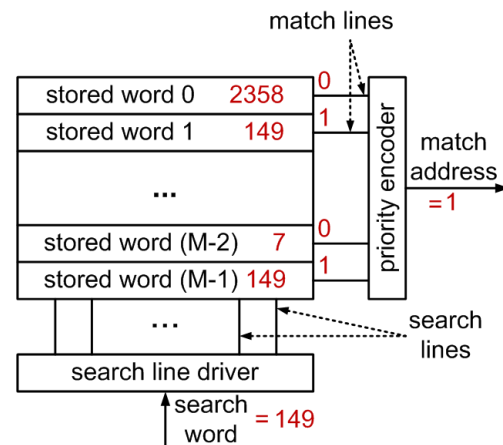 match lines
stored word 0 2358 0
stored word 1 149 1
...
stored word (M-2) 7 0
stored word (M-1) 149 1
priority encoder
match
address
=1
...
search
lines
search line driver
search
word
= 149